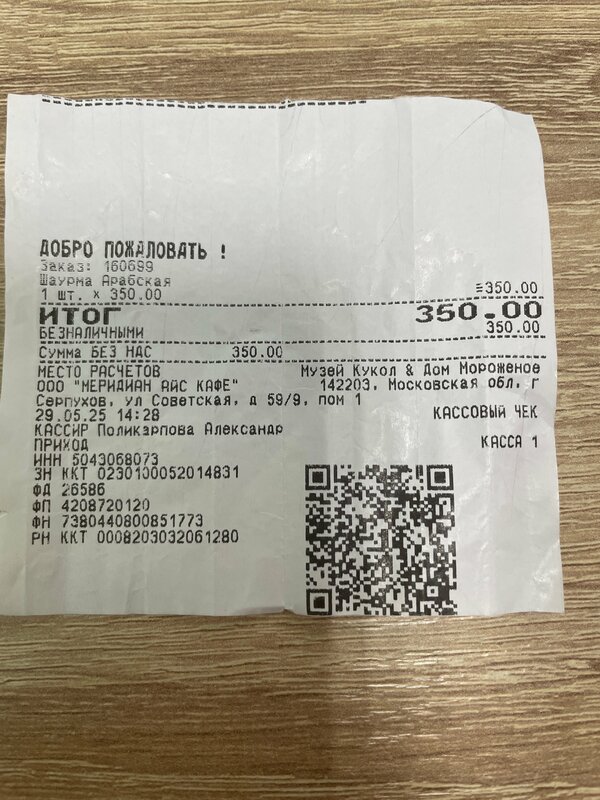 ДОБРО ПОЖАЛОВАТЬ !
Заказ: 160699
Шаурма Арабская
1 шт. x 350.00 =350.00
ИТОГ 350.00
БЕЗНАЛИЧНЫМИ 350.00
Сумма БЕЗ НДС 350.00
МЕСТО РАСЧЕТОВ Музей Кукол & Дом Мороженое
ООО "МЕРИДИАН АЙС КАФЕ" 142203, Московская обл, г
Серпухов, ул Советская, д 59/9, пом 1
29.05.25 14:28 КАССОВЫЙ ЧЕК
КАССИР Поликарпова Александр
ПРИХОД КАССА 1
ИНН 5043068073
ЗН ККТ 0230100052014831
ФД 26586
ФП 4208720120
ФН 7380440800851773
РН ККТ 0008203032061280